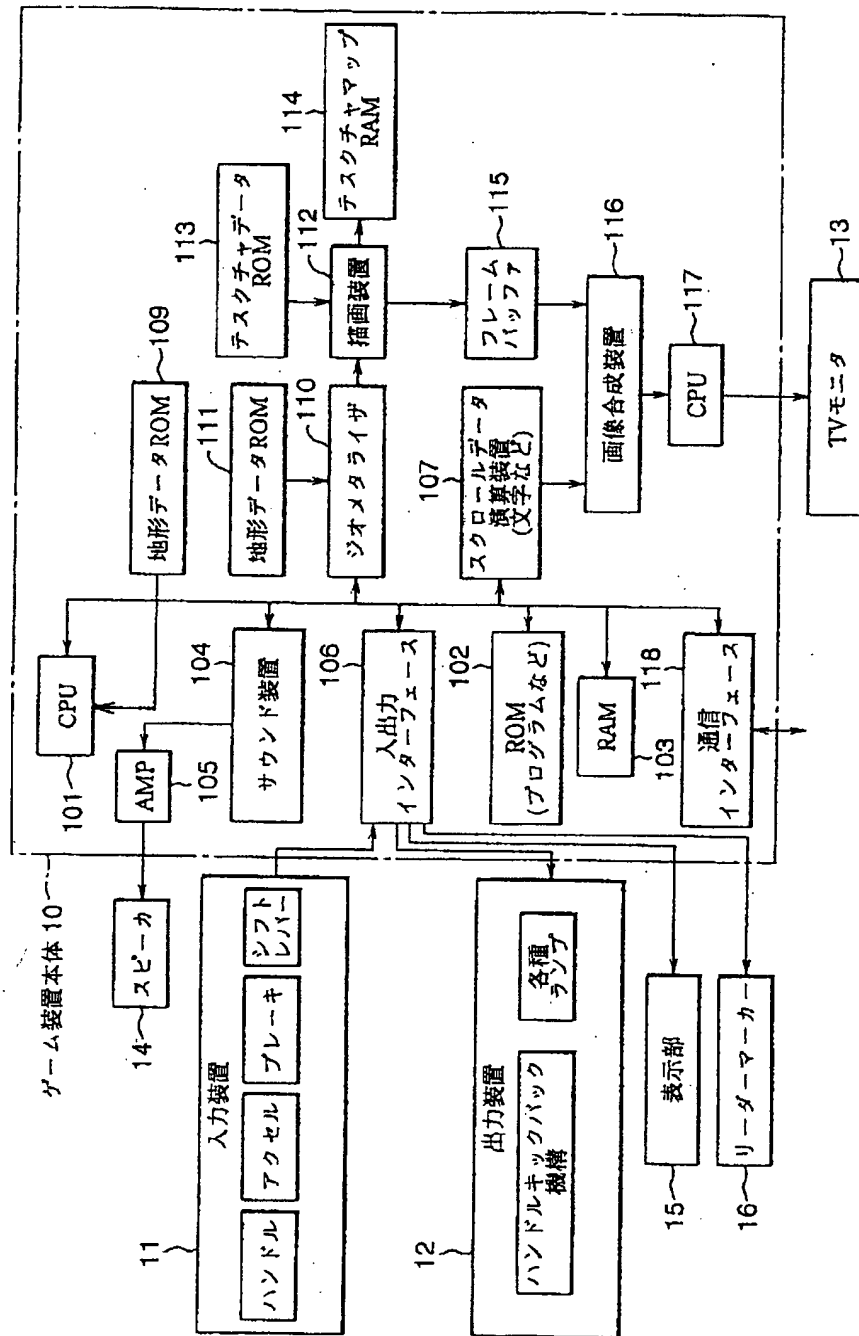 ゲーム装置本体 10
CPU
101
地形データROM
109
地形データROM
111
テスクチャデータ
ROM
113
テスクチャマップ
RAM
114
スピーカ
14
AMP
105
サウンド装置
104
ジオメタライザ
110
描画装置
112
フレーム
バッファ
115
入力装置
11
ハンドル
アクセル
ブレーキ
シフト
レバー
入出力
インターフェース
106
スクロールデータ
演算装置
(文字など)
107
画像合成装置
116
ROM
(プログラムなど)
102
CPU
117
出力装置
12
ハンドルキックバック
機構
各種
ランプ
RAM
103
TVモニタ
13
表示部
15
リーダーマーカー
16
通信
インターフェース
118